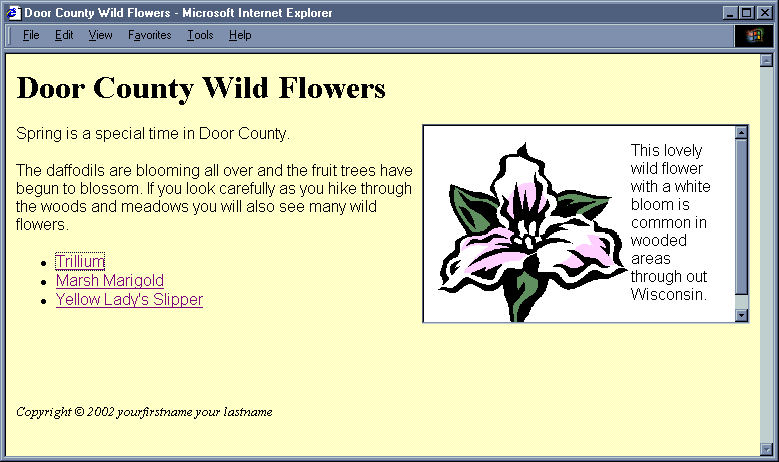 Door County Wild Flowers - Microsoft Internet Explorer
File Edit View Favorites Tools Help
Door County Wild Flowers
Spring is a special time in Door County.
The daffodils are blooming all over and the fruit trees have
begun to blossom. If you look carefully as you hike through
the woods and meadows you will also see many wild
flowers.
Trillium
Marsh Marigold
Yellow Lady's Slipper
This lovely
wild flower
with a white
bloom is
common in
wooded
areas
through out
Wisconsin.
Copyright © 2002 yourfirstname your lastname